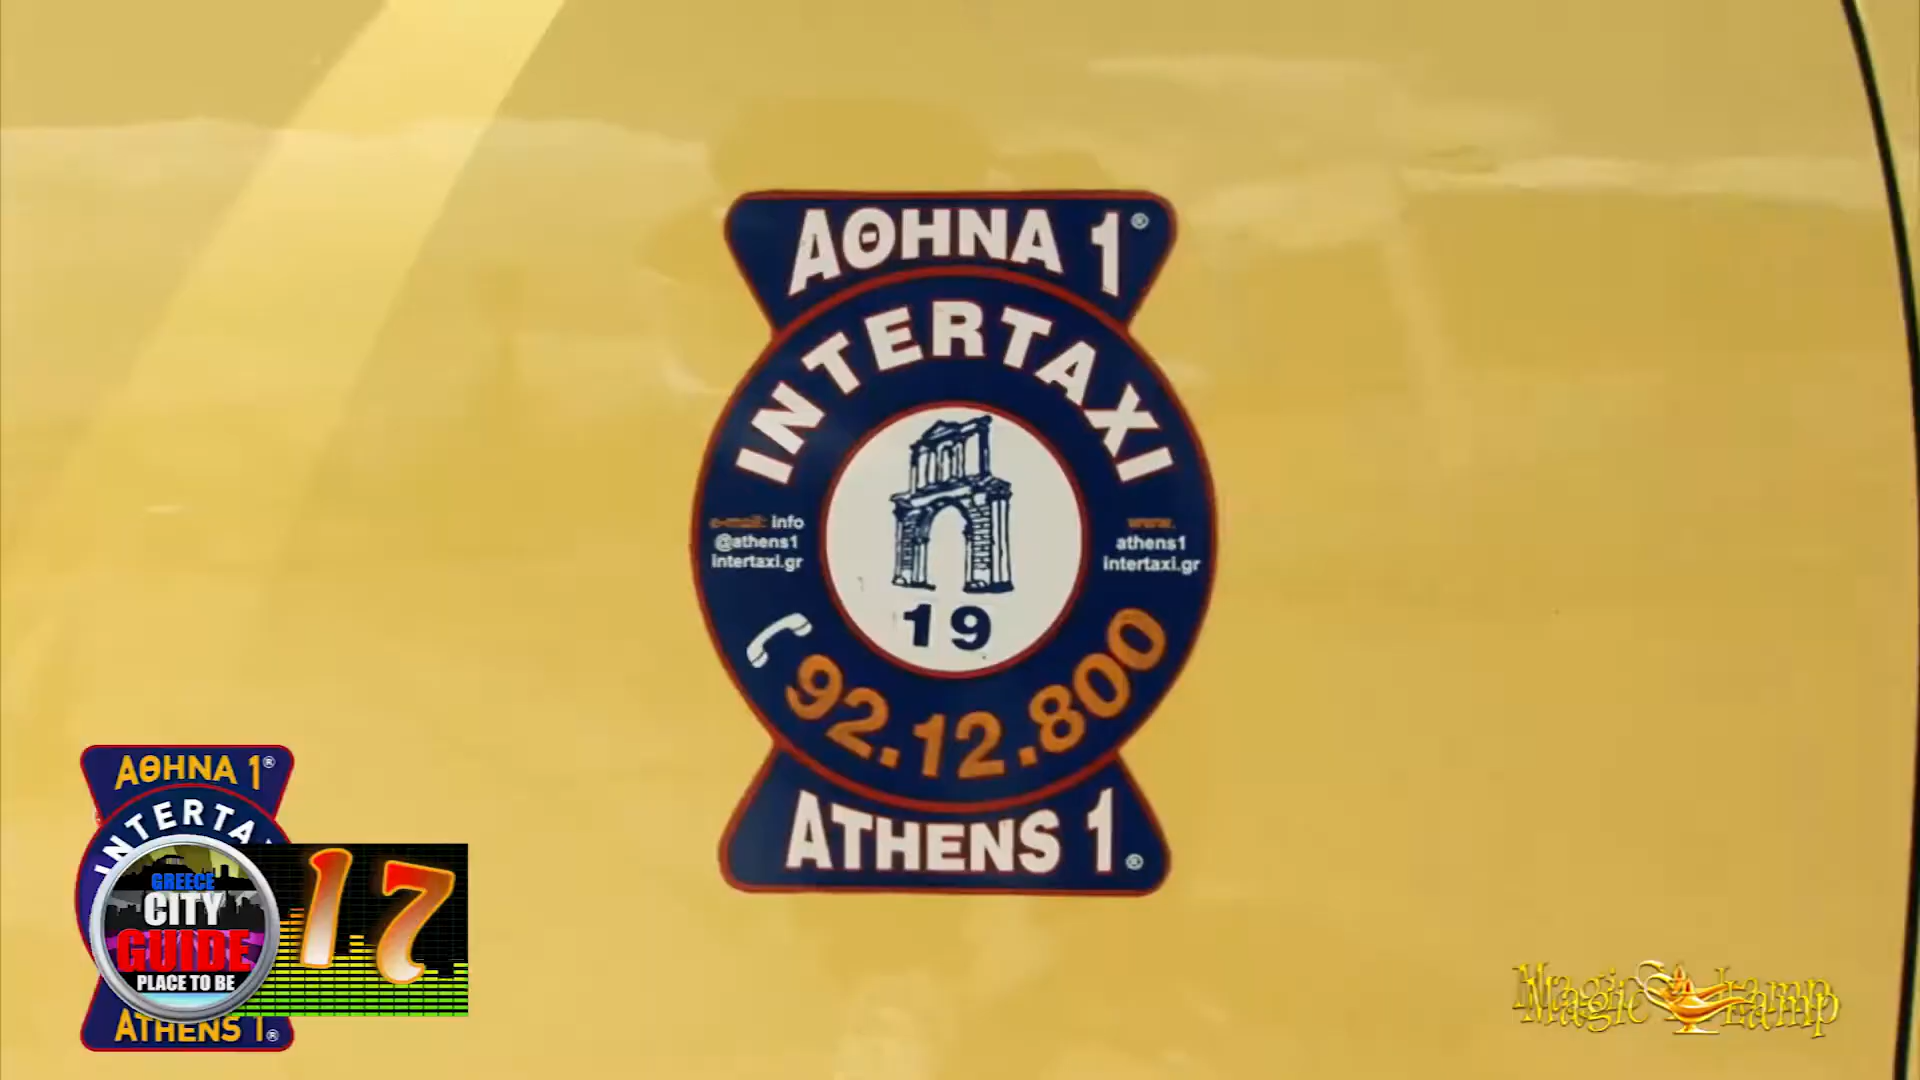 ΑΘΗΝΑ 1®
INTERTAXI
e-mail: info
@athens1
intertaxi.gr
www.
athens1
intertaxi.gr
19
92.12.800
ATHENS 1®
ΑΘΗΝΑ 1®
GREECE
CITY
GUIDE
PLACE TO BE
17
ATHENS 1®
Magic Lamp